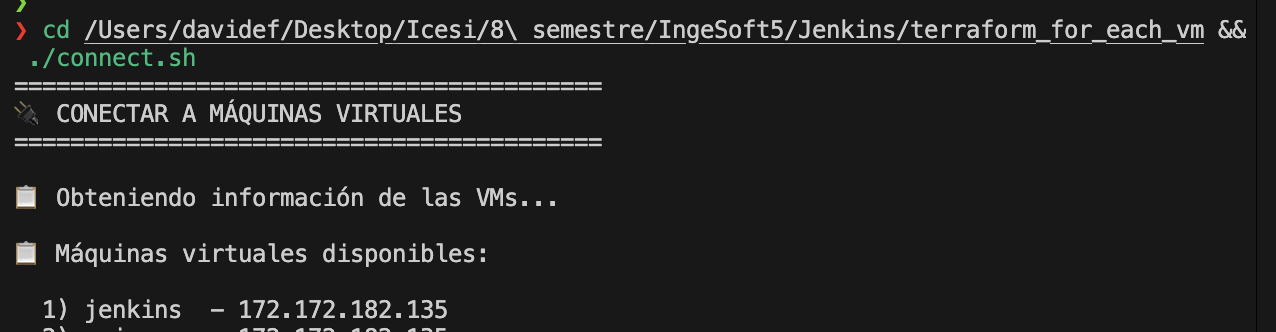 ❯
❯ cd /Users/davidef/Desktop/Icesi/8\ semestre/IngeSoft5/Jenkins/terraform_for_each_vm &&
./connect.sh
==========================================
🔌 CONECTAR A MÁQUINAS VIRTUALES
==========================================
📋 Obteniendo información de las VMs...
📋 Máquinas virtuales disponibles:
1) jenkins  - 172.172.182.135